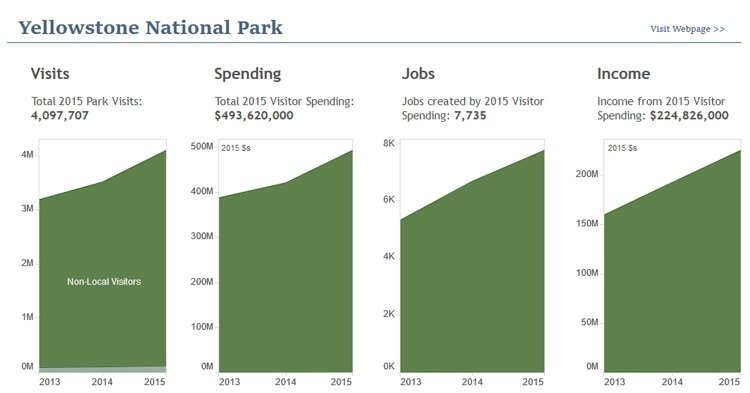 Yellowstone National Park
Visit Webpage >>
Visits
Total 2015 Park Visits:
4,097,707
4M
3M
2M
1M
0M
Non-Local Visitors
2013 2014 2015
Spending
Total 2015 Visitor Spending:
$493,620,000
2015 $s
500M
400M
300M
200M
100M
0M
2013 2014 2015
Jobs
Jobs created by 2015 Visitor
Spending: 7,735
8K
6K
4K
2K
0K
2013 2014 2015
Income
Income from 2015 Visitor
Spending: $224,826,000
2015 $s
200M
150M
100M
50M
0M
2013 2014 2015